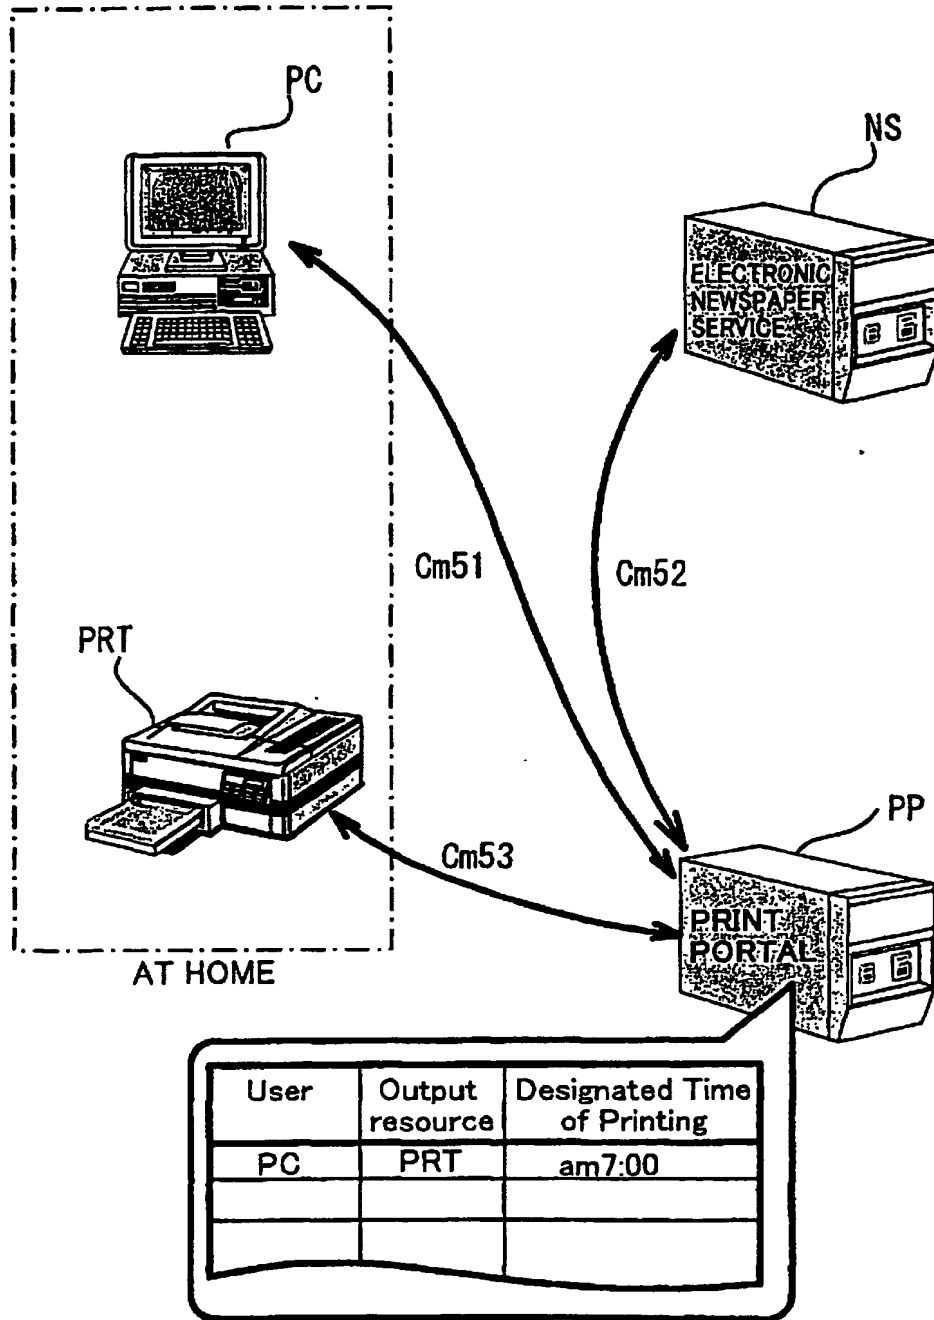 PC
NS
ELECTRONIC
NEWSPAPER
SERVICE
Cm51
Cm52
PRT
Cm53
PP
PRINT
PORTAL
AT HOME
User Output resource Designated Time of Printing
PC PRT am7:00